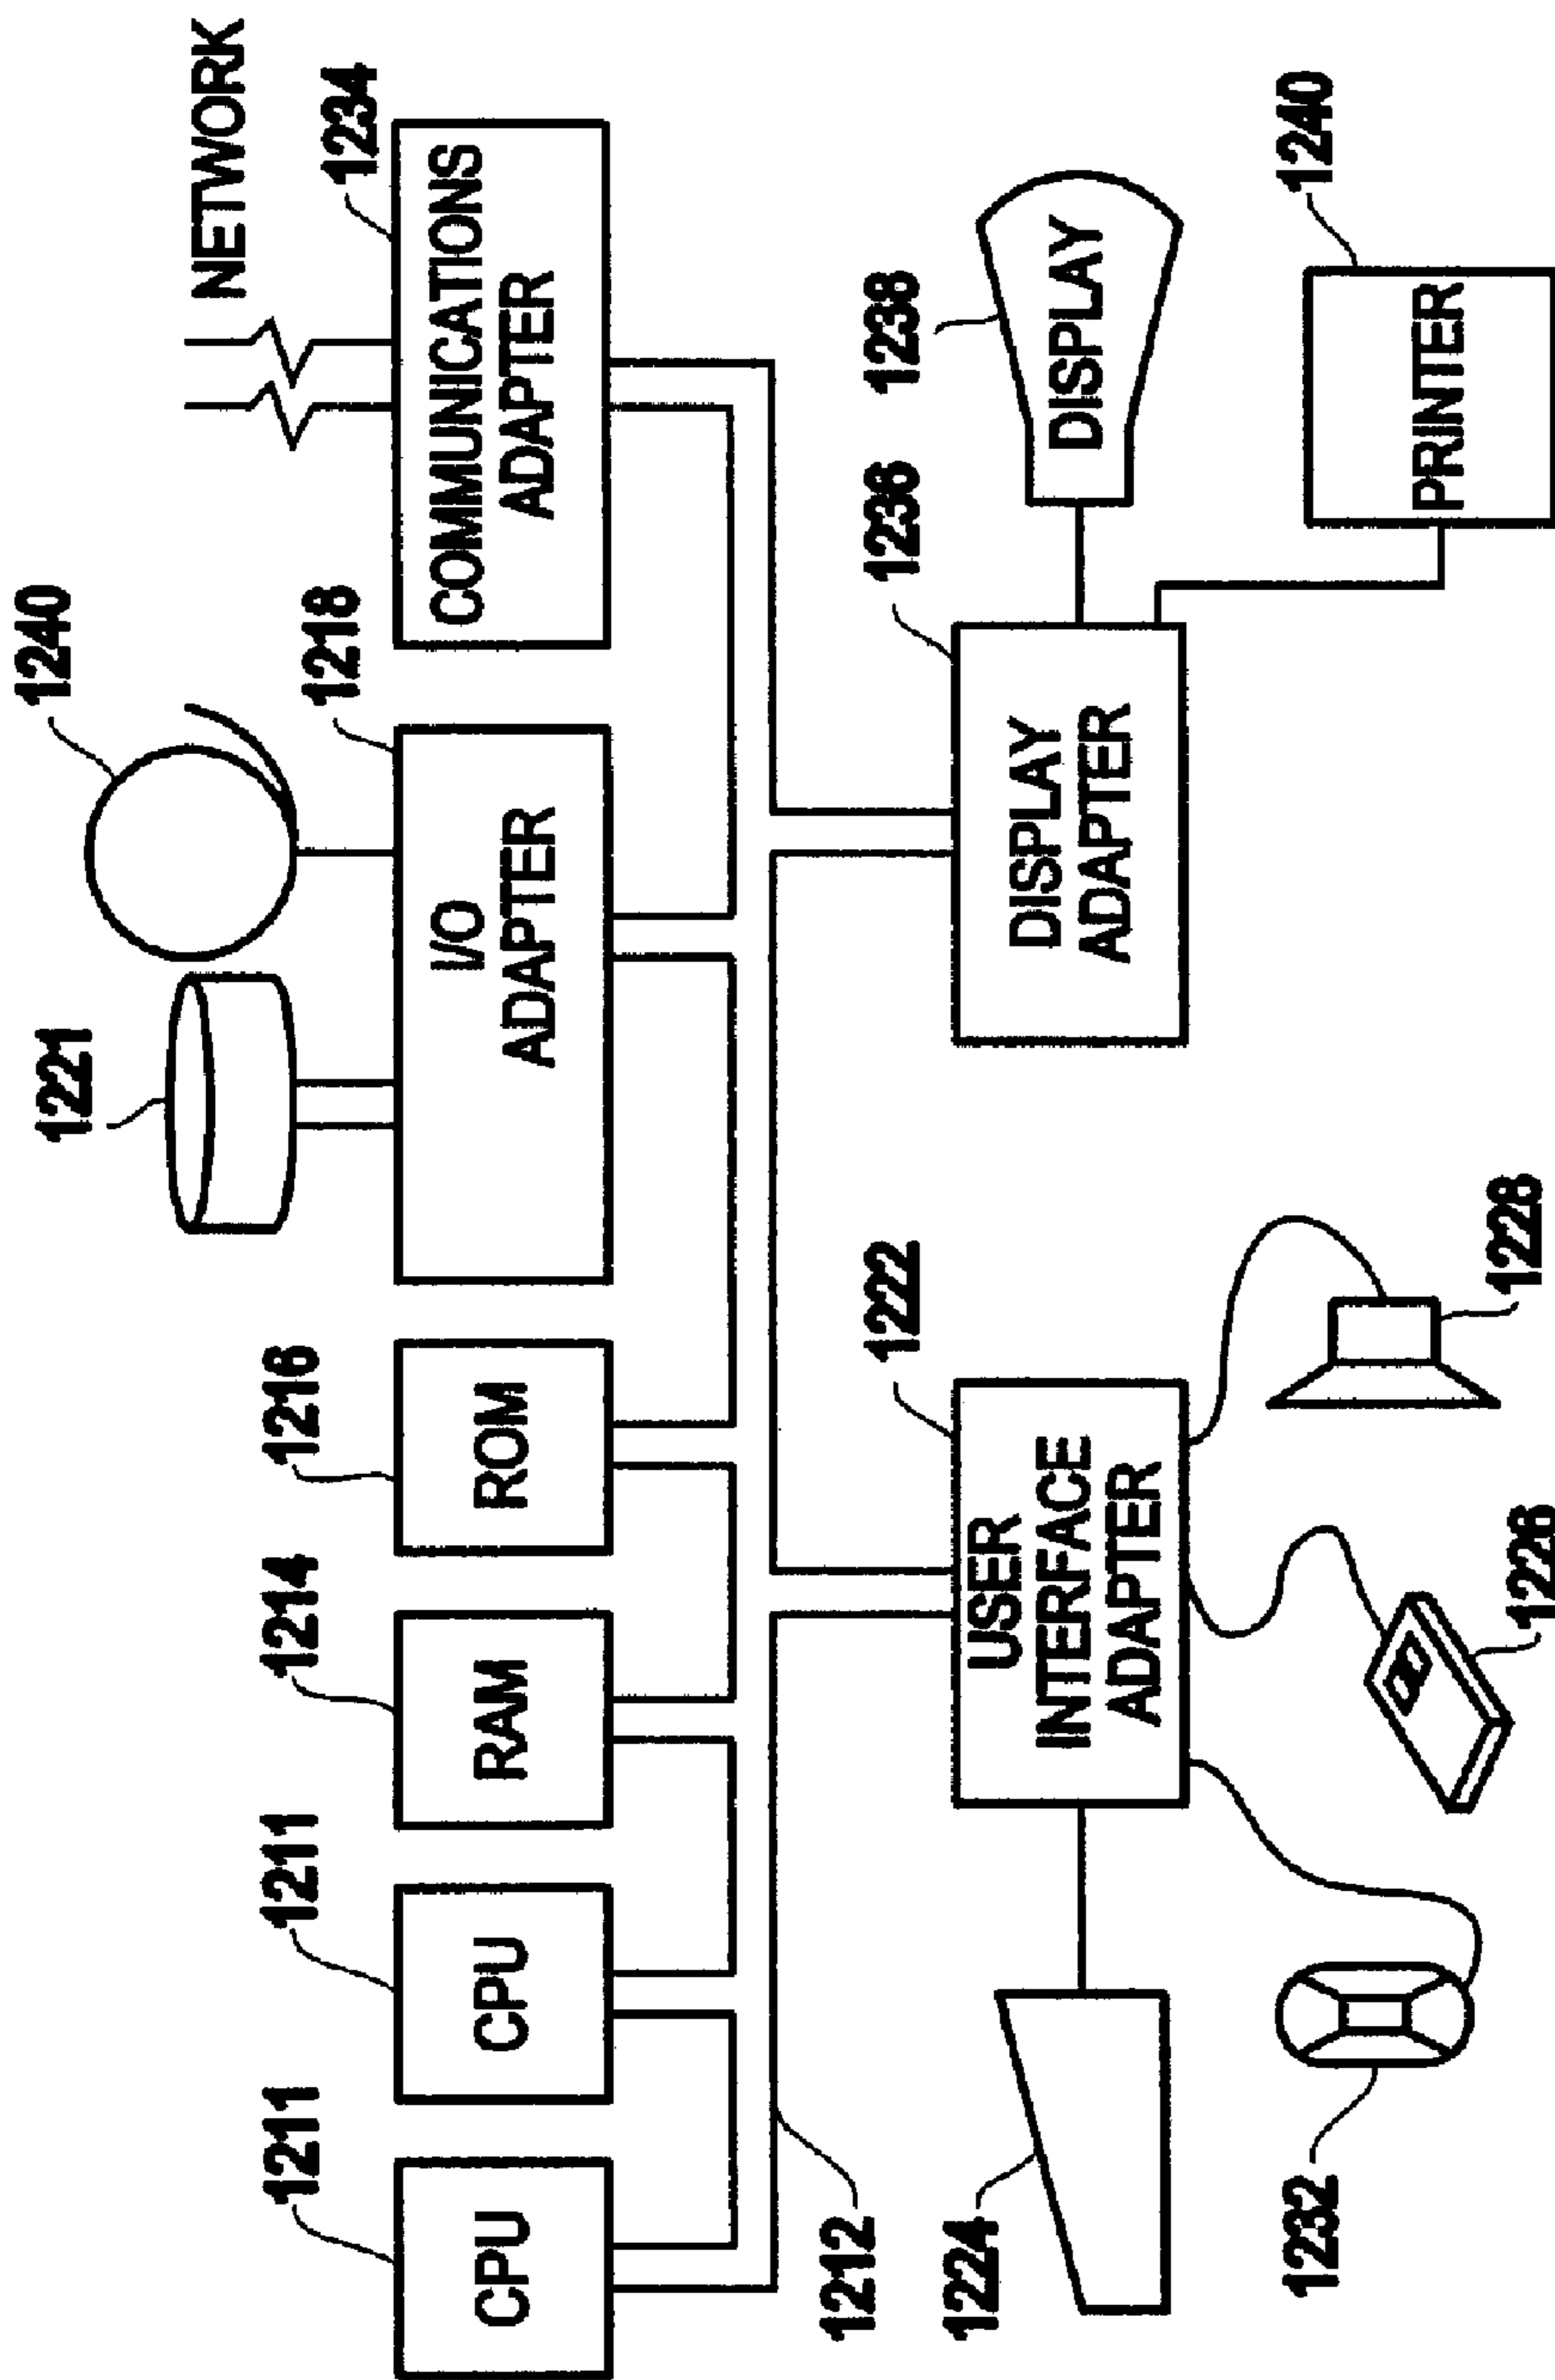 NETWORK
1240
1221
1218
1234
1211
1211
1214
1216
CPU
CPU
RAM
ROM
I/O
ADAPTER
COMMUNICATIONS
ADAPTER
1212
1222
1236
1238
1224
USER
INTERFACE
ADAPTER
DISPLAY
ADAPTER
DISPLAY
1232
1226
1228
PRINTER
1240